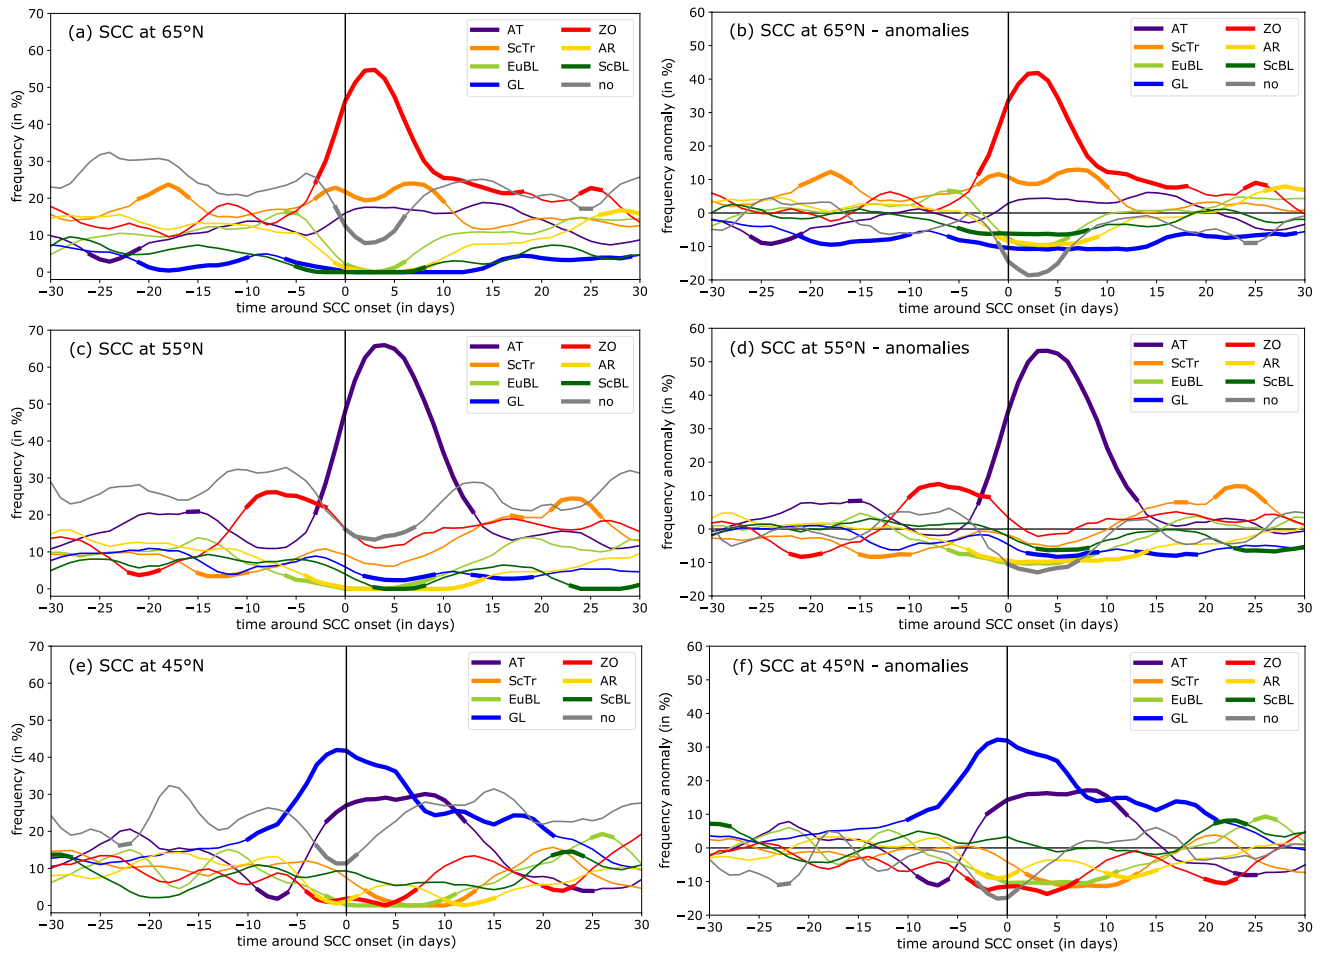 (a) SCC at 65°N
AT ZO
ScTr AR
EuBL ScBL
GL no
frequency (in %)
70
60
50
40
30
20
10
0
−30 −25 −20 −15 −10 −5 0 5 10 15 20 25 30
time around SCC onset (in days)
(b) SCC at 65°N - anomalies
AT ZO
ScTr AR
EuBL ScBL
GL no
frequency anomaly (in %)
60
50
40
30
20
10
0
−10
−20
−30 −25 −20 −15 −10 −5 0 5 10 15 20 25 30
time around SCC onset (in days)
(c) SCC at 55°N
AT ZO
ScTr AR
EuBL ScBL
GL no
frequency (in %)
70
60
50
40
30
20
10
0
−30 −25 −20 −15 −10 −5 0 5 10 15 20 25 30
time around SCC onset (in days)
(d) SCC at 55°N - anomalies
AT ZO
ScTr AR
EuBL ScBL
GL no
frequency anomaly (in %)
60
50
40
30
20
10
0
−10
−20
−30 −25 −20 −15 −10 −5 0 5 10 15 20 25 30
time around SCC onset (in days)
(e) SCC at 45°N
AT ZO
ScTr AR
EuBL ScBL
GL no
frequency (in %)
70
60
50
40
30
20
10
0
−30 −25 −20 −15 −10 −5 0 5 10 15 20 25 30
time around SCC onset (in days)
(f) SCC at 45°N - anomalies
AT ZO
ScTr AR
EuBL ScBL
GL no
frequency anomaly (in %)
60
50
40
30
20
10
0
−10
−20
−30 −25 −20 −15 −10 −5 0 5 10 15 20 25 30
time around SCC onset (in days)